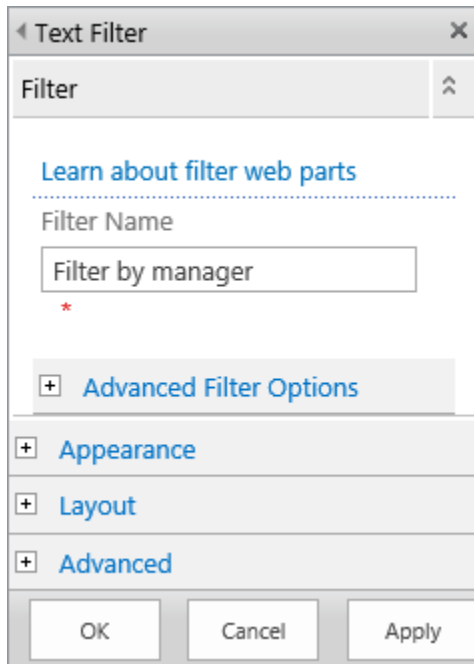 Text Filter
Filter
Learn about filter web parts
Filter Name
Filter by manager
*
Advanced Filter Options
Appearance
Layout
Advanced
OK Cancel Apply